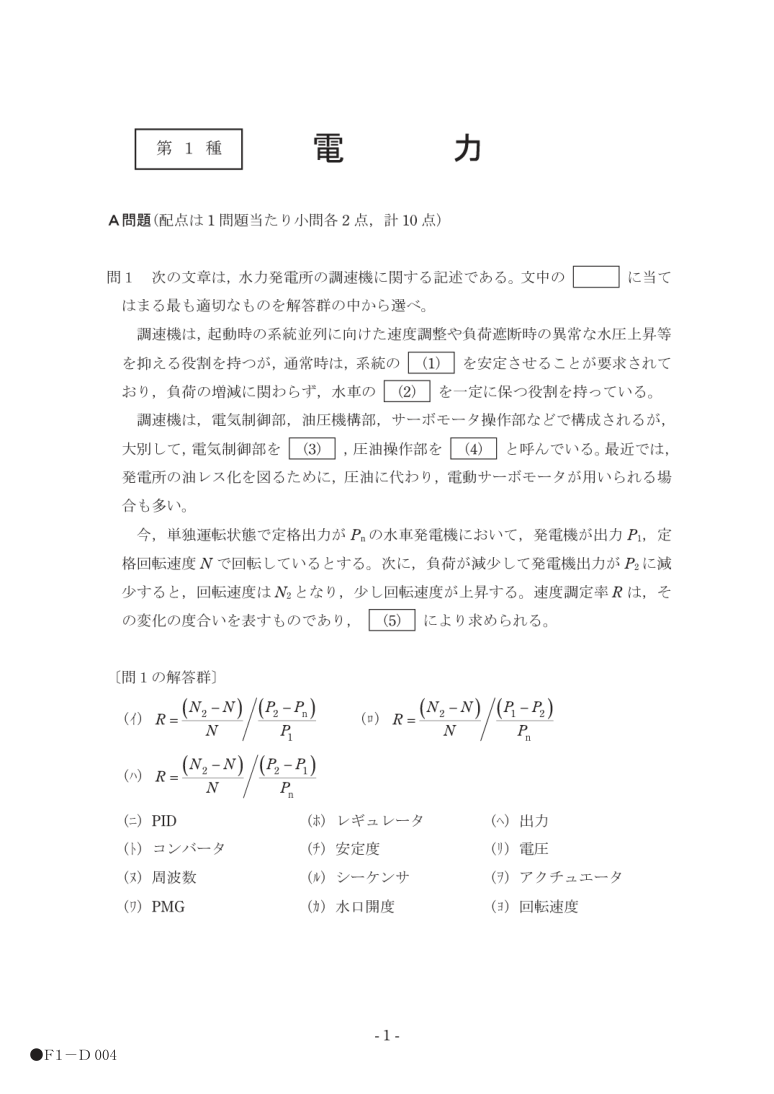 第 1 種
電 力
A問題(配点は1問題当たり小問各2点，計10点)
問1 次の文章は，水力発電所の調速機に関する記述である。文中の に当て
はまる最も適切なものを解答群の中から選べ。
調速機は，起動時の系統並列に向けた速度調整や負荷遮断時の異常な水圧上昇等
を抑える役割を持つが，通常時は，系統の (1) を安定させることが要求されて
おり，負荷の増減に関わらず，水車の (2) を一定に保つ役割を持っている。
調速機は，電気制御部，油圧機構部，サーボモータ操作部などで構成されるが，
大別して，電気制御部を (3) ，圧油操作部を (4) と呼んでいる。最近では，
発電所の油レス化を図るために，圧油に代わり，電動サーボモータが用いられる場
合も多い。
今，単独運転状態で定格出力が Pn の水車発電機において，発電機が出力 P1，定
格回転速度 N で回転しているとする。次に，負荷が減少して発電機出力が P2 に減
少すると，回転速度は N2 となり，少し回転速度が上昇する。速度調定率 R は，そ
の変化の度合いを表すものであり， (5) により求められる。
〔問1の解答群〕
(イ) R = (N2 − N)/N / (P2 − Pn)/P1 (ロ) R = (N2 − N)/N / (P1 − P2)/Pn
(ハ) R = (N2 − N)/N / (P2 − P1)/Pn
(ニ) PID (ホ) レギュレータ (ヘ) 出力
(ト) コンバータ (チ) 安定度 (リ) 電圧
(ヌ) 周波数 (ル) シーケンサ (ヲ) アクチュエータ
(ワ) PMG (カ) 水口開度 (ヨ) 回転速度
- 1 -
●F1－D 004